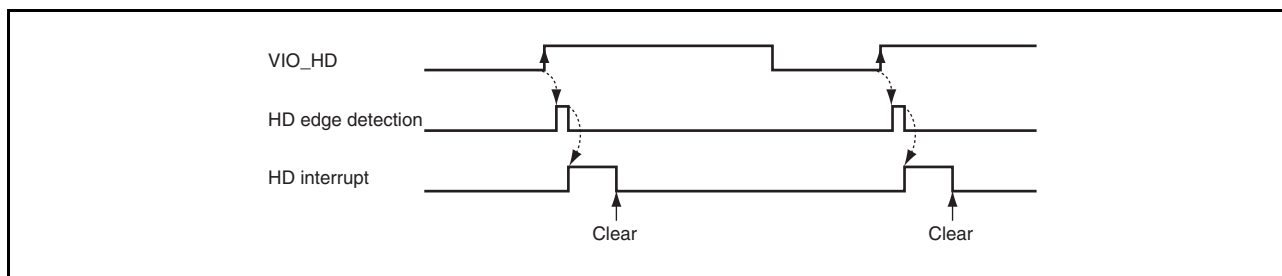 VIO_HD
HD edge detection
HD interrupt
Clear
Clear